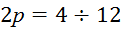 2p = 4 ÷ 12